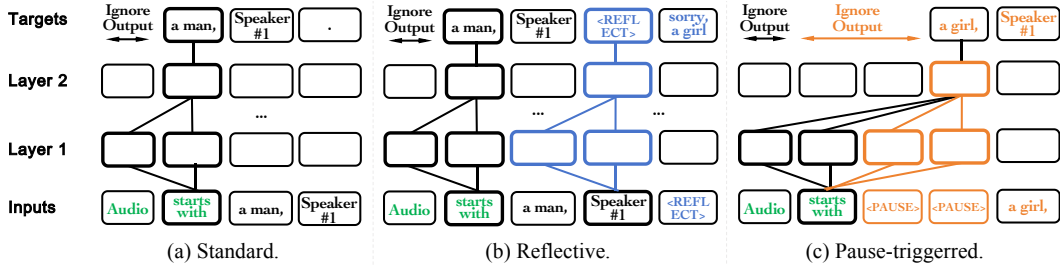 Targets
Ignore
Output
a man,
Speaker
#1
.
Ignore
Output
a man,
Speaker
#1
<REFL
ECT>
sorry,
a girl
Ignore
Output
Ignore
Output
a girl,
Speaker
#1
Layer 2
...
...
...
Layer 1
Inputs
Audio
starts
with
a man,
Speaker
#1
Audio
starts
with
a man,
Speaker
#1
<REFL
ECT>
Audio
starts
with
<PAUSE>
<PAUSE>
a girl,
(a) Standard.
(b) Reflective.
(c) Pause-triggerred.